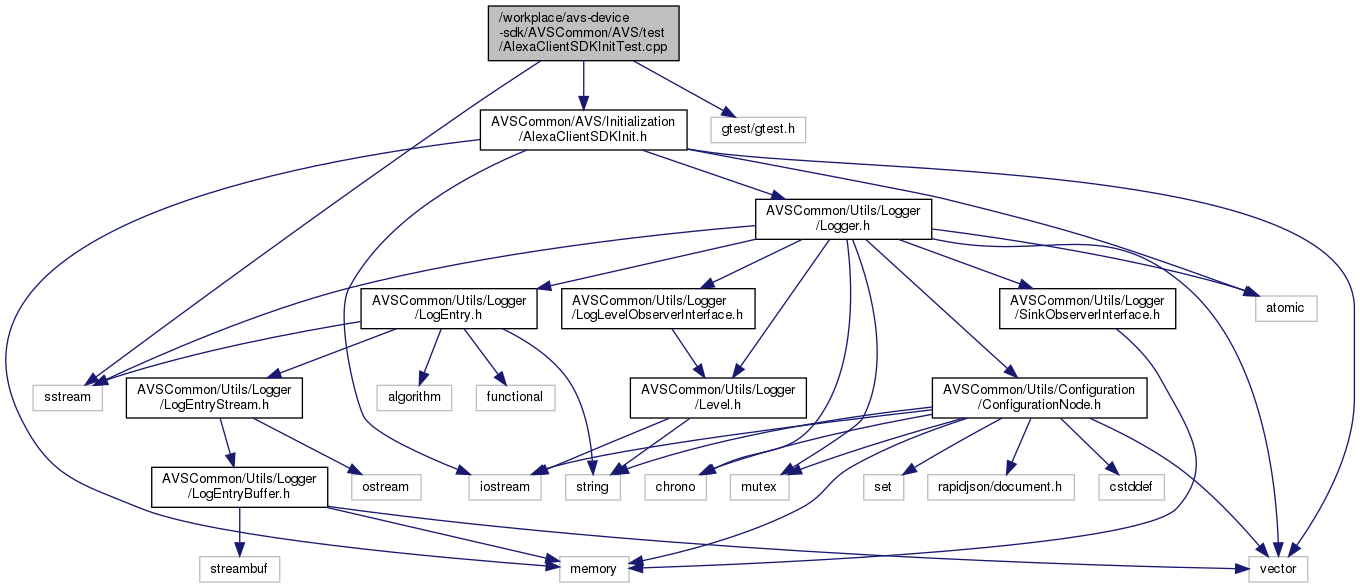 /workplace/avs-device
-sdk/AVSCommon/AVS/test
/AlexaClientSDKInitTest.cpp
AVSCommon/AVS/Initialization
/AlexaClientSDKInit.h
gtest/gtest.h
AVSCommon/Utils/Logger
/Logger.h
AVSCommon/Utils/Logger
/LogEntry.h
AVSCommon/Utils/Logger
/LogLevelObserverInterface.h
AVSCommon/Utils/Logger
/SinkObserverInterface.h
atomic
sstream
AVSCommon/Utils/Logger
/LogEntryStream.h
algorithm
functional
AVSCommon/Utils/Logger
/Level.h
AVSCommon/Utils/Configuration
/ConfigurationNode.h
AVSCommon/Utils/Logger
/LogEntryBuffer.h
ostream
iostream
string
chrono
mutex
set
rapidjson/document.h
cstddef
streambuf
memory
vector